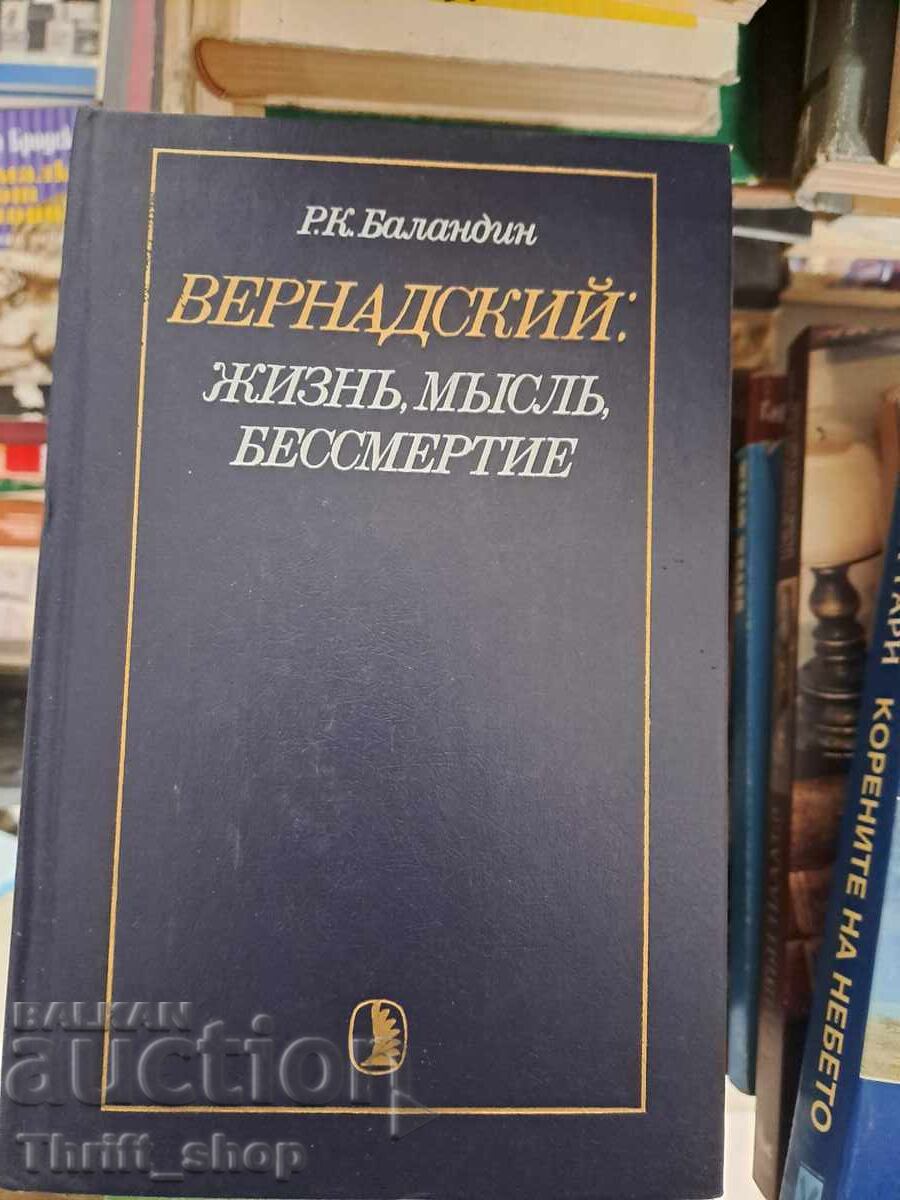 Р.К. Баландин
ВЕРНАДСКИЙ:
ЖИЗНЬ, МЫСЛЬ,
БЕССМЕРТИЕ
КОРЕНИТЕ НА НЕБЕТО
BALKAN
auction
Thrift_shop